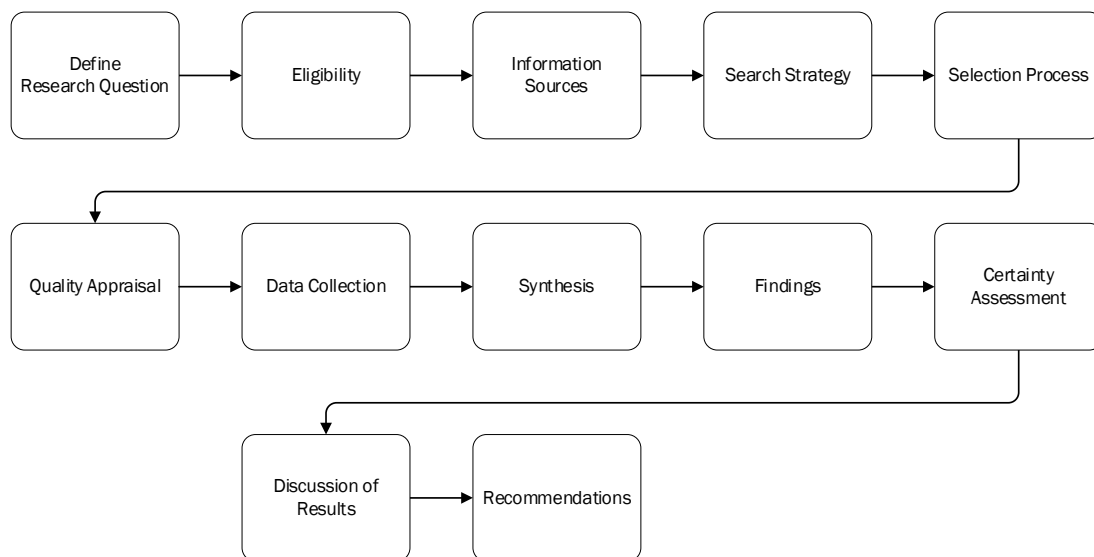 Define
Research Question
Eligibility
Information
Sources
Search Strategy
Selection Process
Quality Appraisal
Data Collection
Synthesis
Findings
Certainty
Assessment
Discussion of
Results
Recommendations